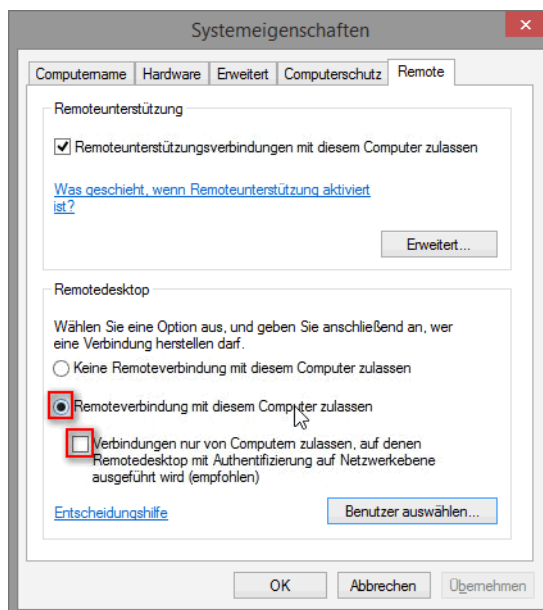 Systemeigenschaften
Computername Hardware Erweitert Computerschutz Remote
Remoteunterstützung
Remoteunterstützungsverbindungen mit diesem Computer zulassen
Was geschieht, wenn Remoteunterstützung aktiviert
ist?
Erweitert...
Remotedesktop
Wählen Sie eine Option aus, und geben Sie anschließend an, wer
eine Verbindung herstellen darf.
Keine Remoteverbindung mit diesem Computer zulassen
Remoteverbindung mit diesem Computer zulassen
Verbindungen nur von Computern zulassen, auf denen
Remotedesktop mit Authentifizierung auf Netzwerkebene
ausgeführt wird (empfohlen)
Entscheidungshilfe
Benutzer auswählen...
OK Abbrechen Übernehmen